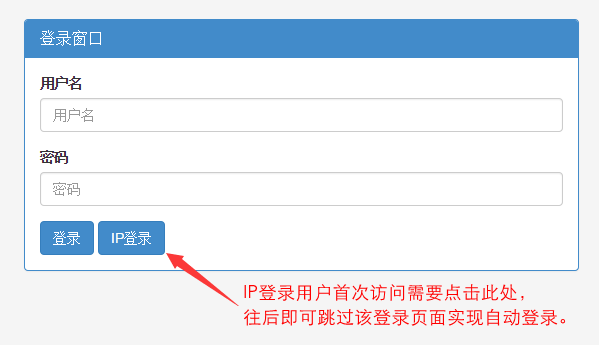 登录窗口
用户名
用户名
密码
密码
登录 IP登录
IP登录用户首次访问需要点击此处，
往后即可跳过该登录页面实现自动登录。